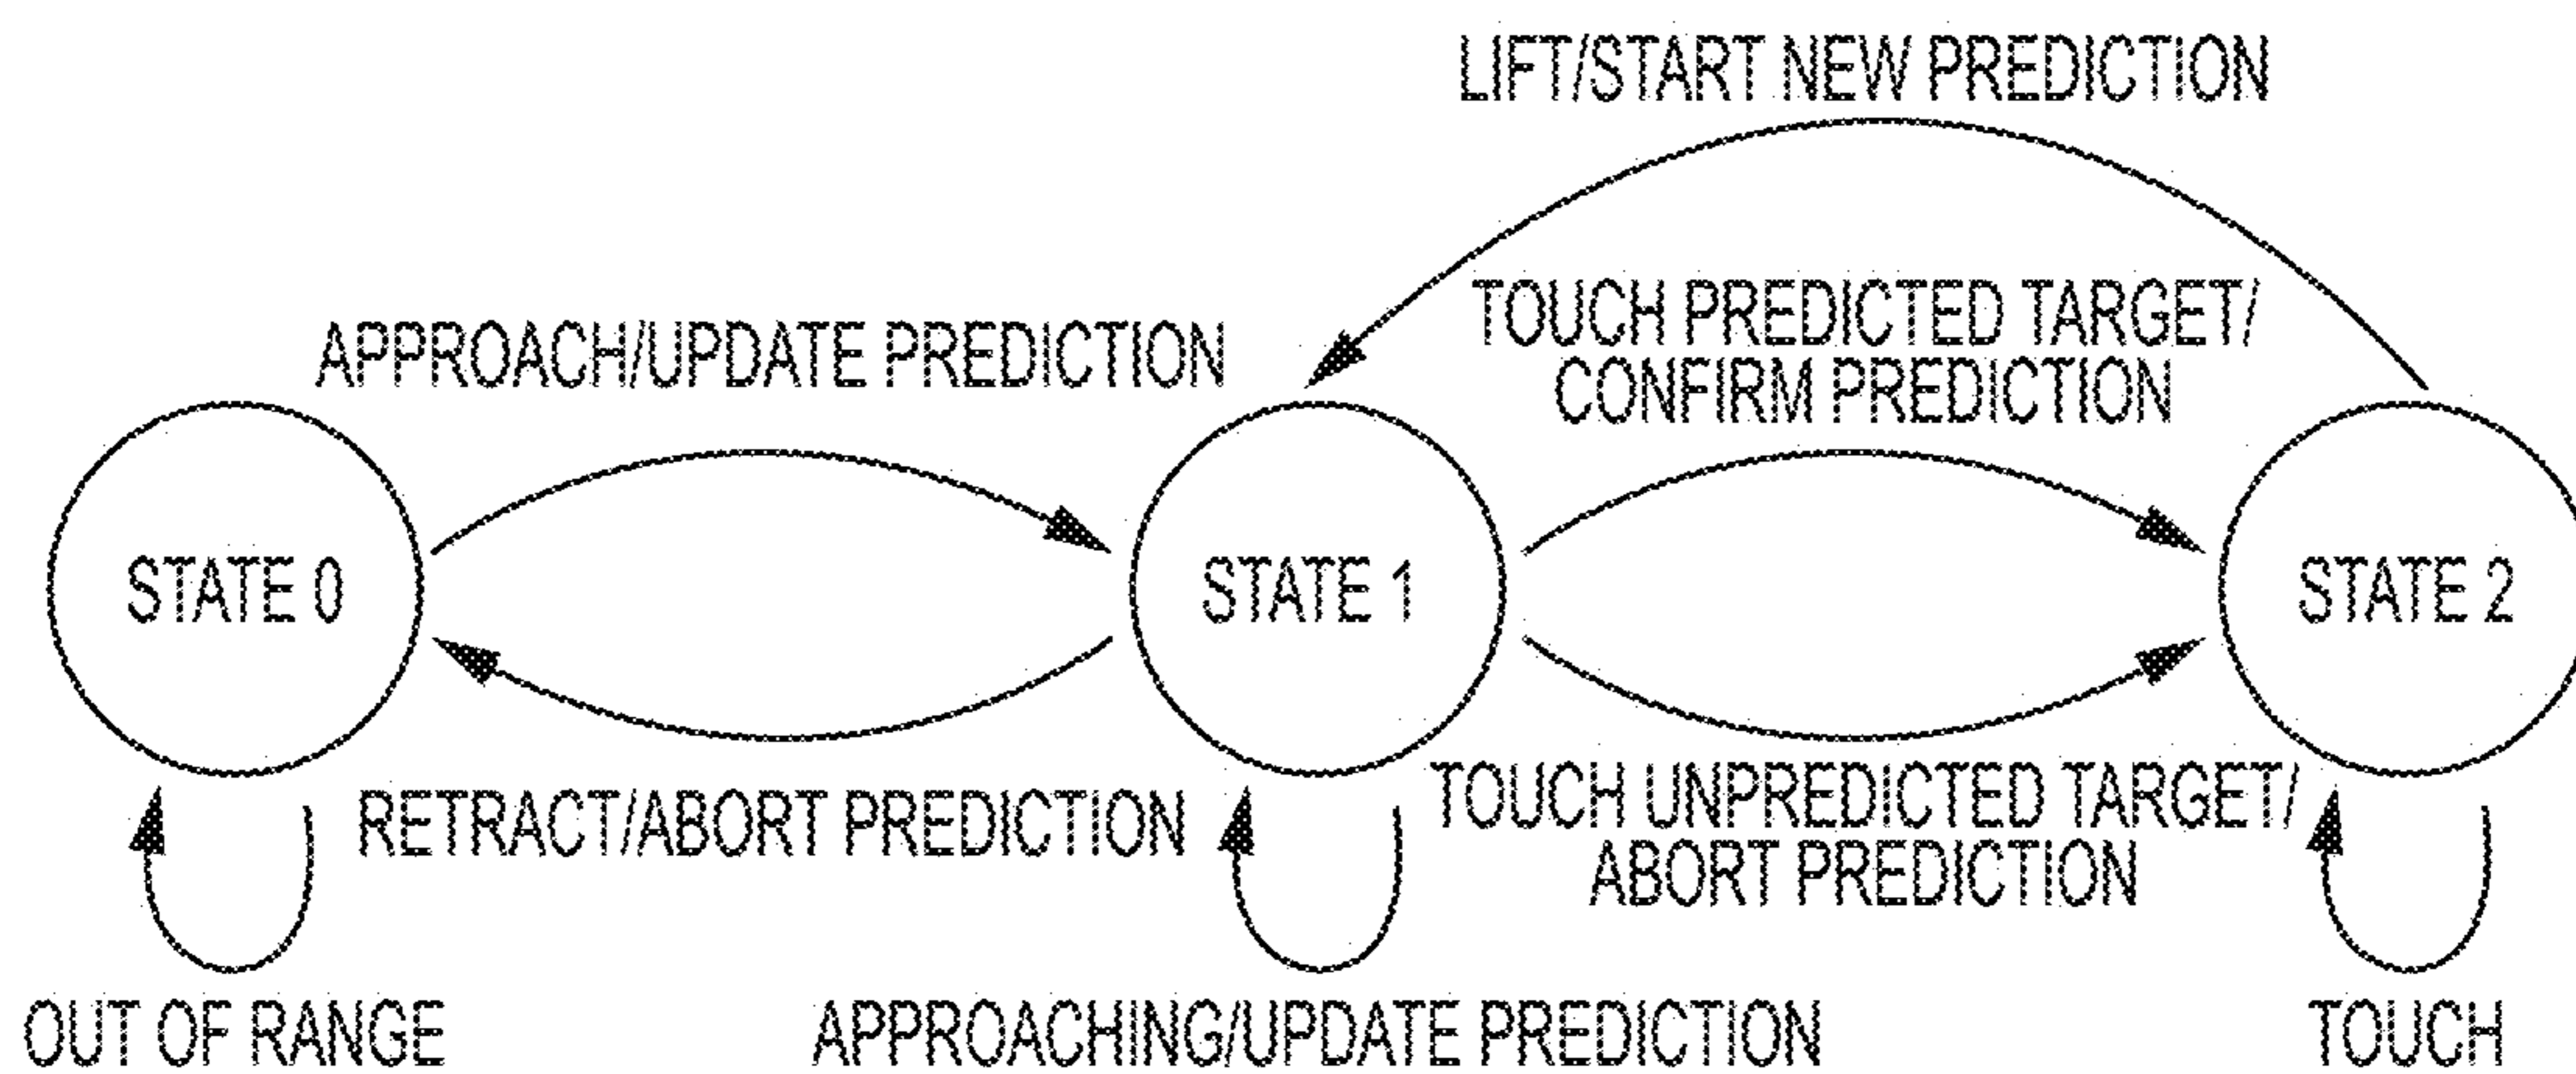 LIFT/START NEW PREDICTION
TOUCH PREDICTED TARGET/
CONFIRM PREDICTION
APPROACH/UPDATE PREDICTION
STATE 0
STATE 1
STATE 2
RETRACT/ABORT PREDICTION
TOUCH UNPREDICTED TARGET/
ABORT PREDICTION
OUT OF RANGE
APPROACHING/UPDATE PREDICTION
TOUCH